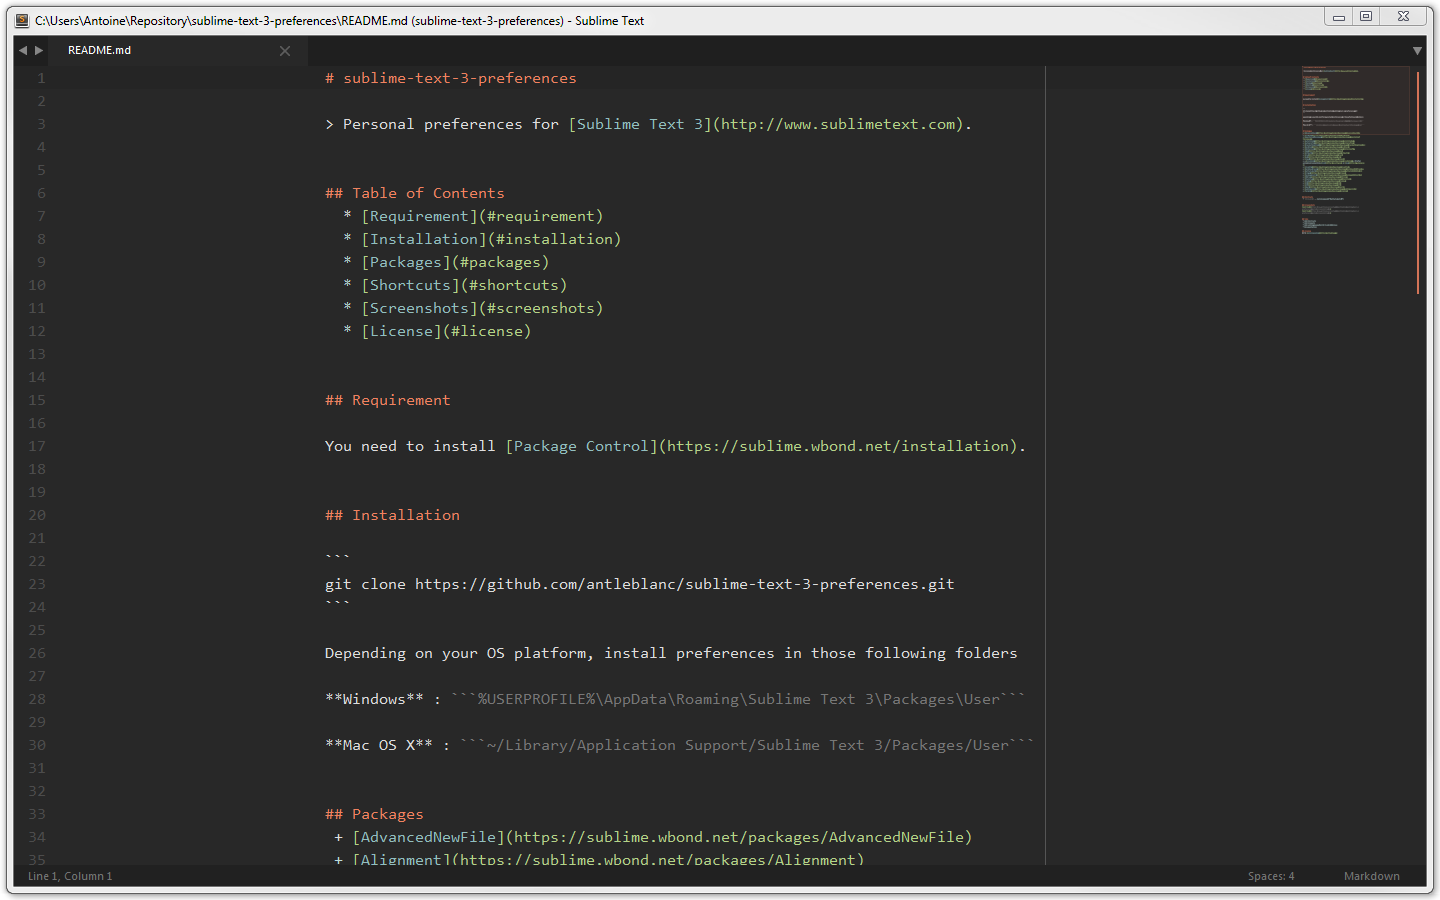 C:\Users\Antoine\Repository\sublime-text-3-preferences\README.md (sublime-text-3-preferences) - Sublime Text
README.md
1 # sublime-text-3-preferences
2
3 > Personal preferences for [Sublime Text 3](http://www.sublimetext.com).
4
5
6 ## Table of Contents
7 * [Requirement](#requirement)
8 * [Installation](#installation)
9 * [Packages](#packages)
10 * [Shortcuts](#shortcuts)
11 * [Screenshots](#screenshots)
12 * [License](#license)
13
14
15 ## Requirement
16
17 You need to install [Package Control](https://sublime.wbond.net/installation).
18
19
20 ## Installation
21
22 ```
23 git clone https://github.com/antleblanc/sublime-text-3-preferences.git
24 ```
25
26 Depending on your OS platform, install preferences in those following folders
27
28 **Windows** : ```%USERPROFILE%\AppData\Roaming\Sublime Text 3\Packages\User```
29
30 **Mac OS X** : ```~/Library/Application Support/Sublime Text 3/Packages/User```
31
32
33 ## Packages
34 + [AdvancedNewFile](https://sublime.wbond.net/packages/AdvancedNewFile)
35 + [Alignment](https://sublime.wbond.net/packages/Alignment)
Line 1, Column 1
Spaces: 4
Markdown